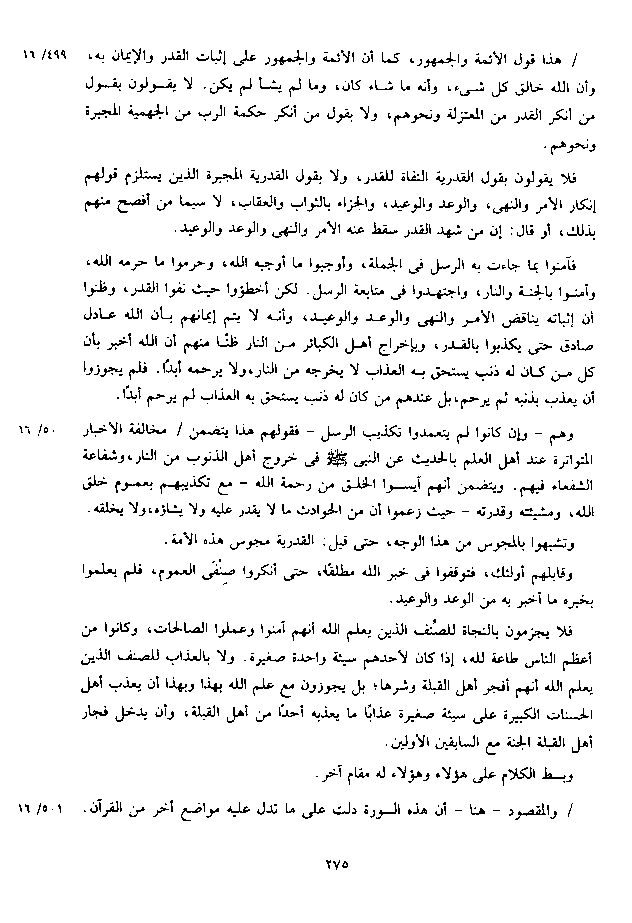 / هذا قول الأئمة والجمهور، كما أن الأئمة والجمهور على إثبات القدر والإيمان به، ١٦/٤٩٩
وأن الله خالق كل شىء، وأنه ما شاء كان، وما لم يشأ لم يكن. لا يقولون بقول
من أنكر القدر من المعتزلة ونحوهم، ولا بقول من أنكر حكمة الرب من الجهمية المجبرة
ونحوهم.
فلا يقولون بقول القدرية النفاة للقدر، ولا بقول القدرية المجبرة الذين يستلزم قولهم
إنكار الأمر والنهى، والوعد والوعيد، والجزاء بالثواب والعقاب، لا سيما من أفصح منهم
بذلك، أو قال: إن من شهد القدر سقط عنه الأمر والنهى والوعد والوعيد.
فآمنوا بما جاءت به الرسل فى الجملة، وأوجبوا ما أوجبه الله، وحرموا ما حرمه الله،
وآمنوا بالجنة والنار، واجتهدوا فى متابعة الرسل. لكن أخطؤوا حيث نفوا القدر، وظنوا
أن إثباته يناقض الأمر والنهى والوعد والوعيد، وأنه لا يتم إيمانهم بأن الله عادل
صادق حتى يكذبوا بالقدر، وبإخراج أهل الكبائر من النار ظنّا منهم أن الله أخبر بأن
كل من كان له ذنب يستحق به العذاب لا يخرجه من النار، ولا يرحمه أبدًا. فلم يجوزوا
أن يعذب بذنبه ثم يرحم، بل عندهم من كان له ذنب يستحق به العذاب لم يرحم أبدًا.
وهم – وإن كانوا لم يتعمدوا تكذيب الرسل – فقولهم هذا يتضمن / مخالفة الأخبار ١٦/٥٠
المتواترة عند أهل العلم بالحديث عن النبى ﷺ فى خروج أهل الذنوب من النار، وشفاعة
الشفعاء فيهم. ويتضمن أنهم آيسوا الخلق من رحمة الله – مع تكذيبهم بعموم خلق
الله، ومشيئته وقدرته – حيث زعموا أن من الحوادث ما لا يقدر عليه ولا يشاؤه، ولا يخلقه.
وتشبهوا بالمجوس من هذا الوجه، حتى قيل: القدرية مجوس هذه الأمة.
وقابلهم أولئك، فتوقفوا فى خبر الله مطلقًا، حتى أنكروا صِنْفَى العموم، فلم يعلموا
بخبره ما أخبر به من الوعد والوعيد.
فلا يجزمون بالنجاة للصِّنف الذين يعلم الله أنهم آمنوا وعملوا الصالحات، وكانوا من
أعظم الناس طاعة لله، إذا كان لأحدهم سيئة واحدة صغيرة. ولا بالعذاب للصنف الذين
يعلم الله أنهم أفجر أهل القبلة وشرها؛ بل يجوزون مع علم الله بهذا وبهذا أن يعذب أهل
الحسنات الكبيرة على سيئة صغيرة عذابًا ما يعذبه أحدًا من أهل القبلة، وأن يدخل فجار
أهل القبلة الجنة مع السابقين الأولين.
وبسط الكلام على هؤلاء وهؤلاء له مقام آخر.
/ والمقصود – هنا – أن هذه السورة دلت على ما تدل عليه مواضع أخر من القرآن. ١٦/٥٠١
٢٧٥